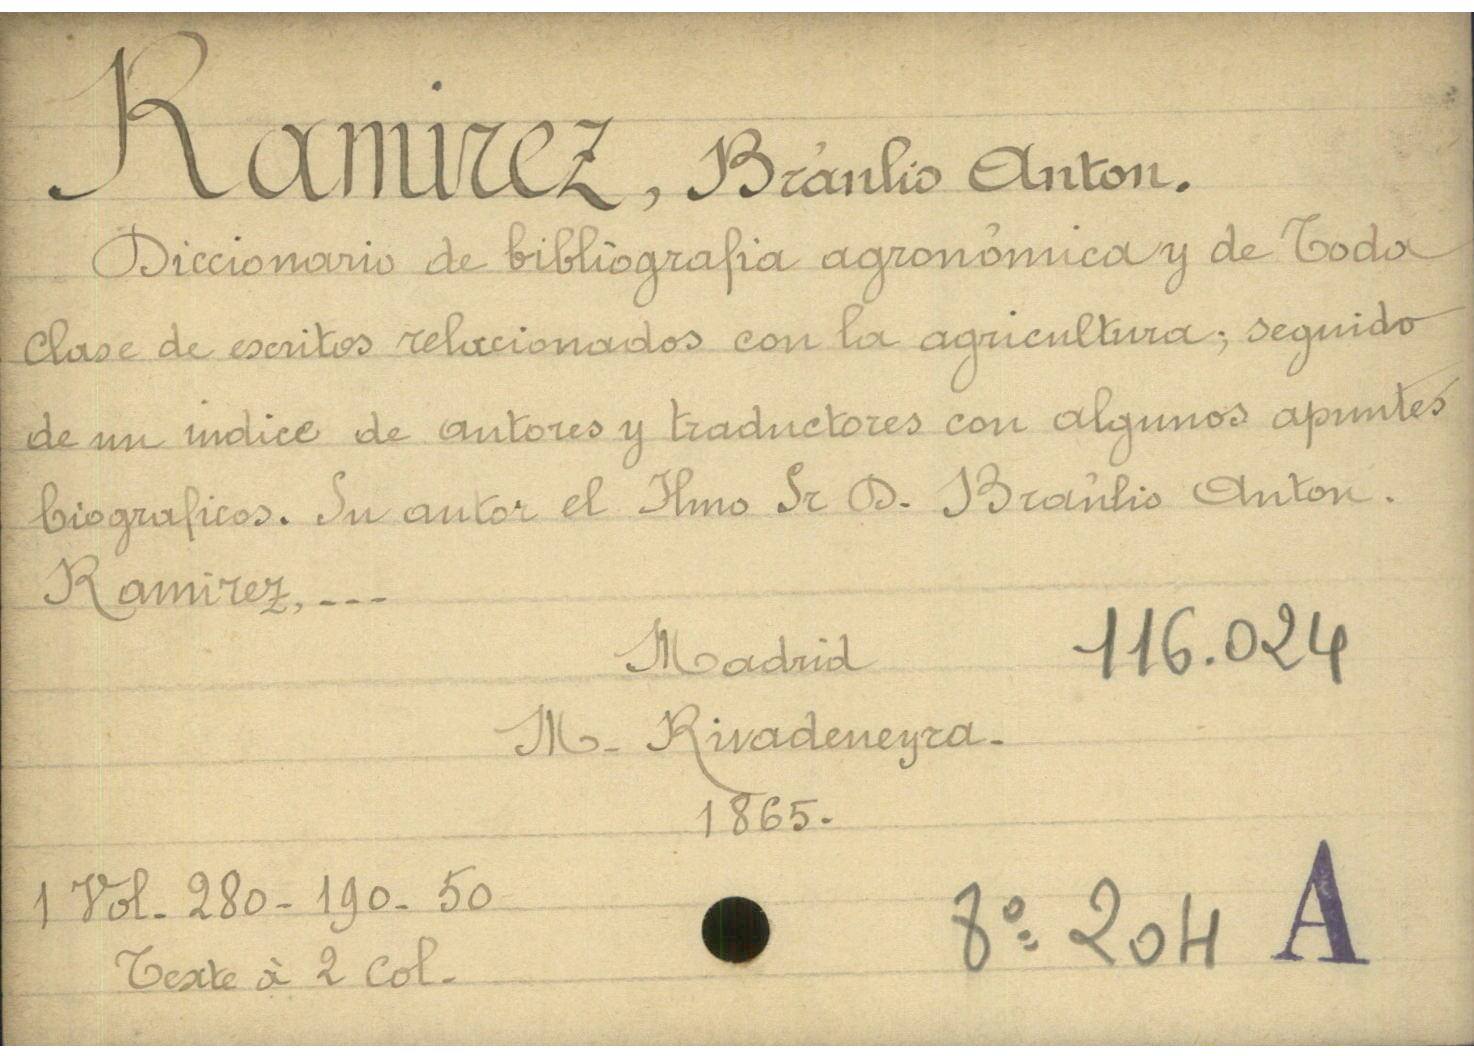 Ramirez, Bráulio Anton.
Diccionario de bibliografia agronómica y de Toda
Clase de escritos relacionados con la agricultura; seguido
de un indice de autores y traductores con algunos apuntes
biograficos. Su autor el Ilmo Sr D. Braúlio Anton.
Ramirez, ---
Madrid
116.024
M- Rivadeneyra-
1865-
1 Vol- 280- 190- 50
8º: 204 A
Texte à 2 Col-